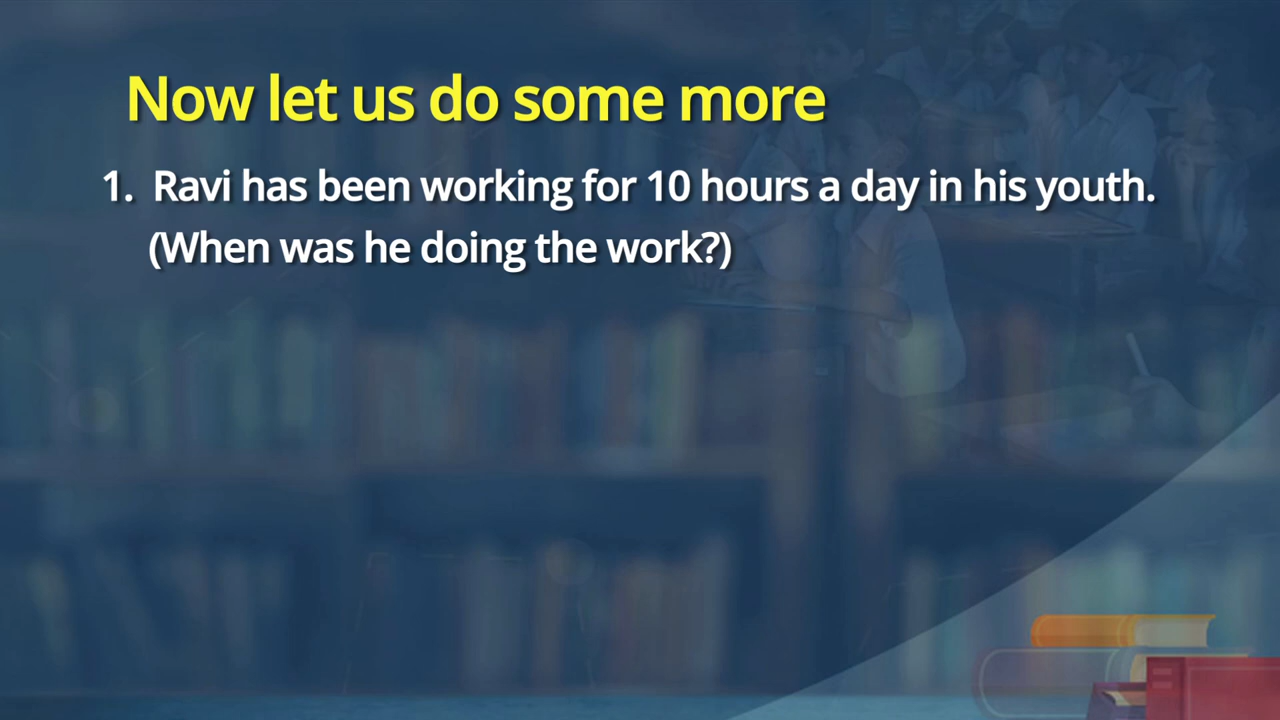 Now let us do some more
1. Ravi has been working for 10 hours a day in his youth.
(When was he doing the work?)